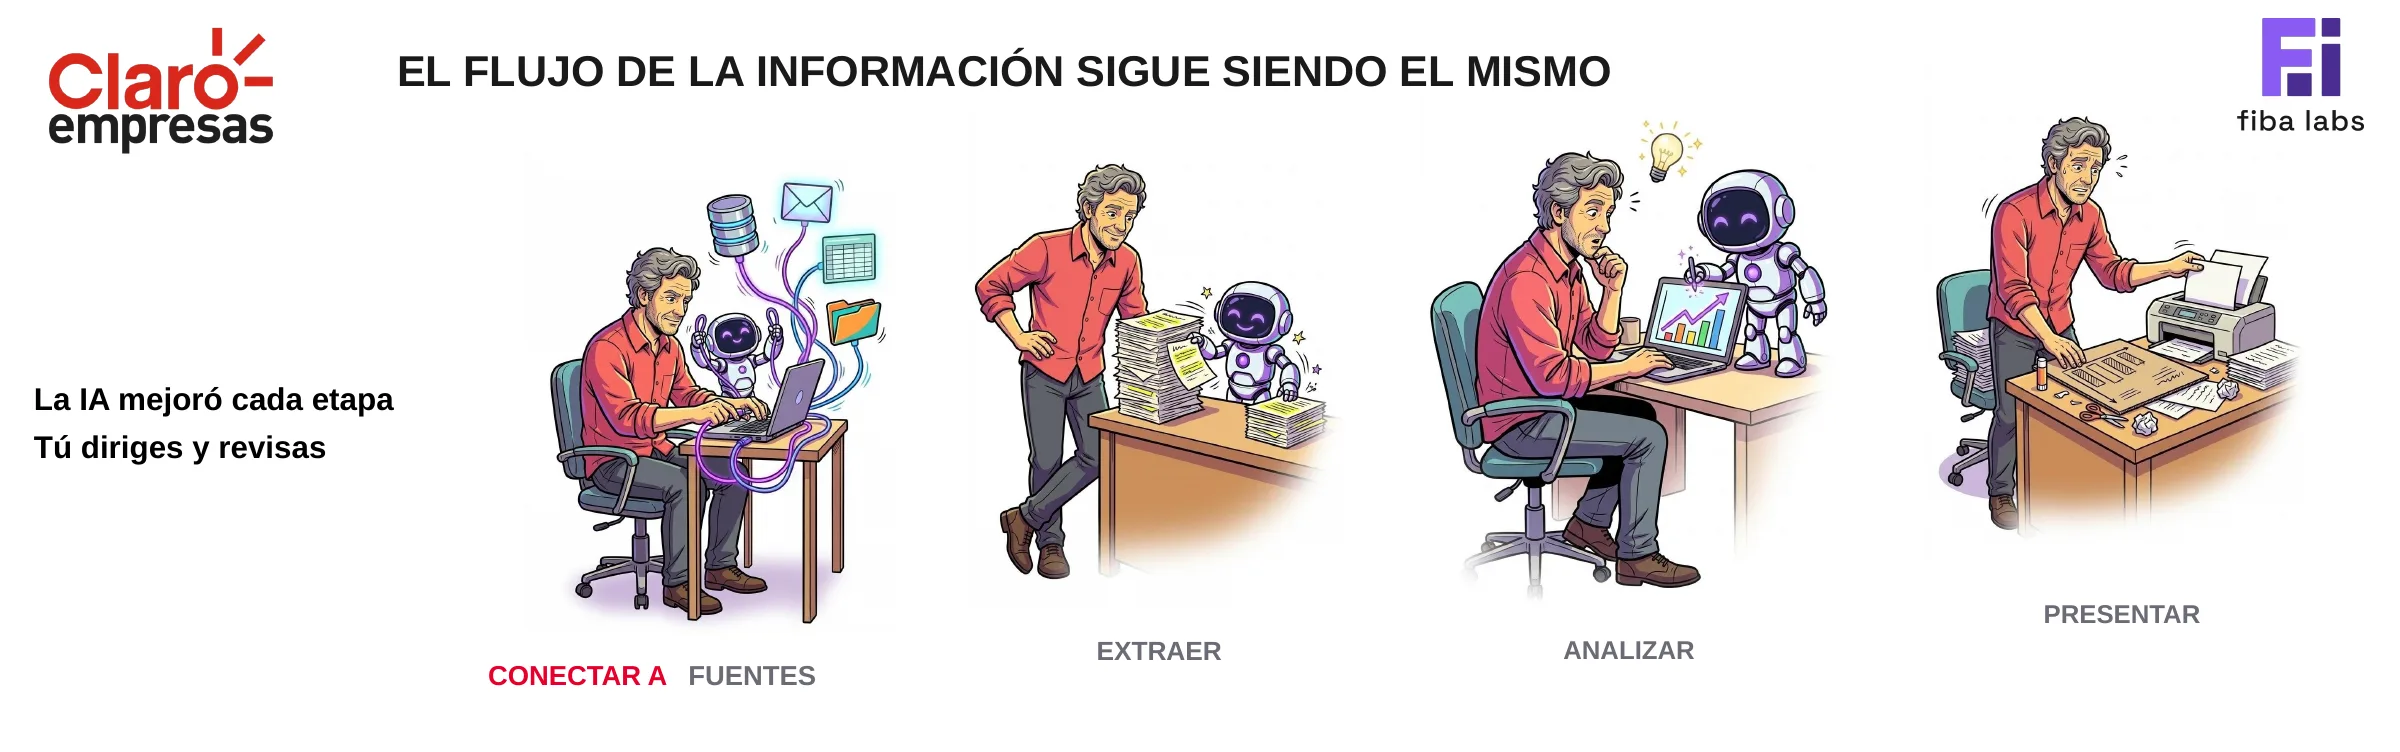 Claro
empresas
EL FLUJO DE LA INFORMACIÓN SIGUE SIENDO EL MISMO
fiba labs
La IA mejoró cada etapa
Tú diriges y revisas
CONECTAR A FUENTES
EXTRAER
ANALIZAR
PRESENTAR